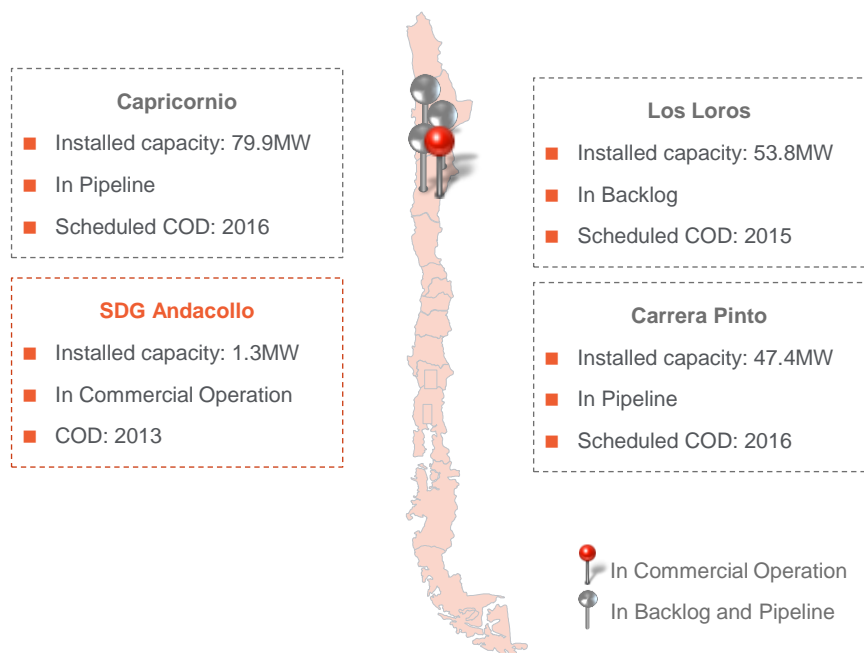 Capricornio
Installed capacity: 79.9MW
In Pipeline
Scheduled COD: 2016
SDG Andacollo
Installed capacity: 1.3MW
In Commercial Operation
COD: 2013
Los Loros
Installed capacity: 53.8MW
In Backlog
Scheduled COD: 2015
Carrera Pinto
Installed capacity: 47.4MW
In Pipeline
Scheduled COD: 2016
In Commercial Operation
In Backlog and Pipeline